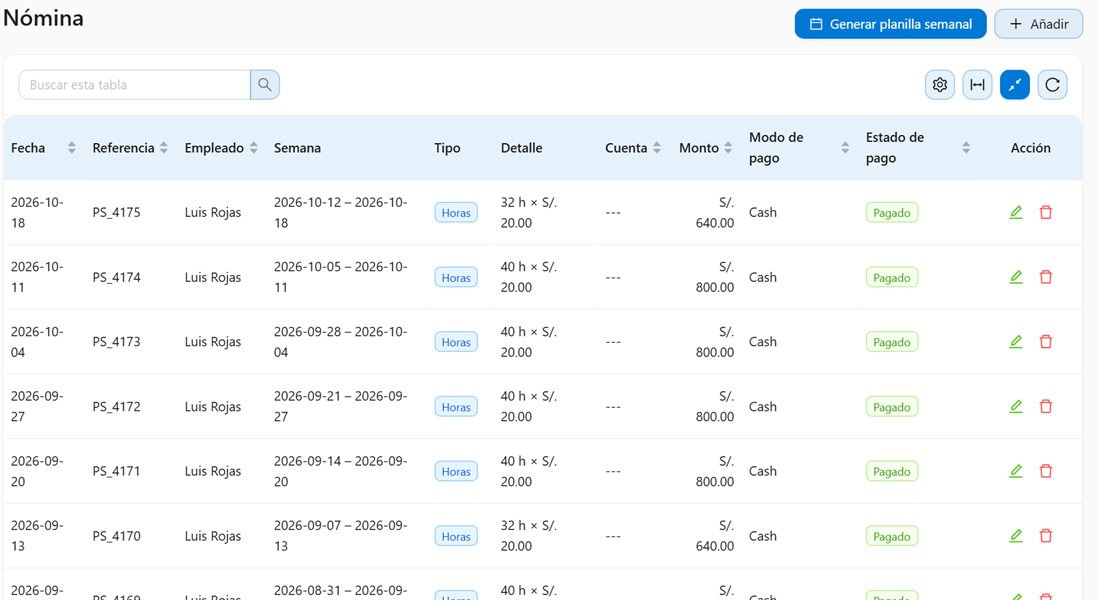 Nómina
Generar planilla semanal
Añadir
Buscar esta tabla
Fecha Referencia Empleado Semana Tipo Detalle Cuenta Monto Modo de pago Estado de pago Acción
2026-10-18 PS_4175 Luis Rojas 2026-10-12 – 2026-10-18 Horas 32 h × S/. 20.00 --- S/. 640.00 Cash Pagado
2026-10-11 PS_4174 Luis Rojas 2026-10-05 – 2026-10-11 Horas 40 h × S/. 20.00 --- S/. 800.00 Cash Pagado
2026-10-04 PS_4173 Luis Rojas 2026-09-28 – 2026-10-04 Horas 40 h × S/. 20.00 --- S/. 800.00 Cash Pagado
2026-09-27 PS_4172 Luis Rojas 2026-09-21 – 2026-09-27 Horas 40 h × S/. 20.00 --- S/. 800.00 Cash Pagado
2026-09-20 PS_4171 Luis Rojas 2026-09-14 – 2026-09-20 Horas 40 h × S/. 20.00 --- S/. 800.00 Cash Pagado
2026-09-13 PS_4170 Luis Rojas 2026-09-07 – 2026-09-13 Horas 32 h × S/. 20.00 --- S/. 640.00 Cash Pagado
2026-09- PS_4169 Luis Rojas 2026-08-31 – 2026-09- Horas 40 h × S/. S/. Cash Pagado